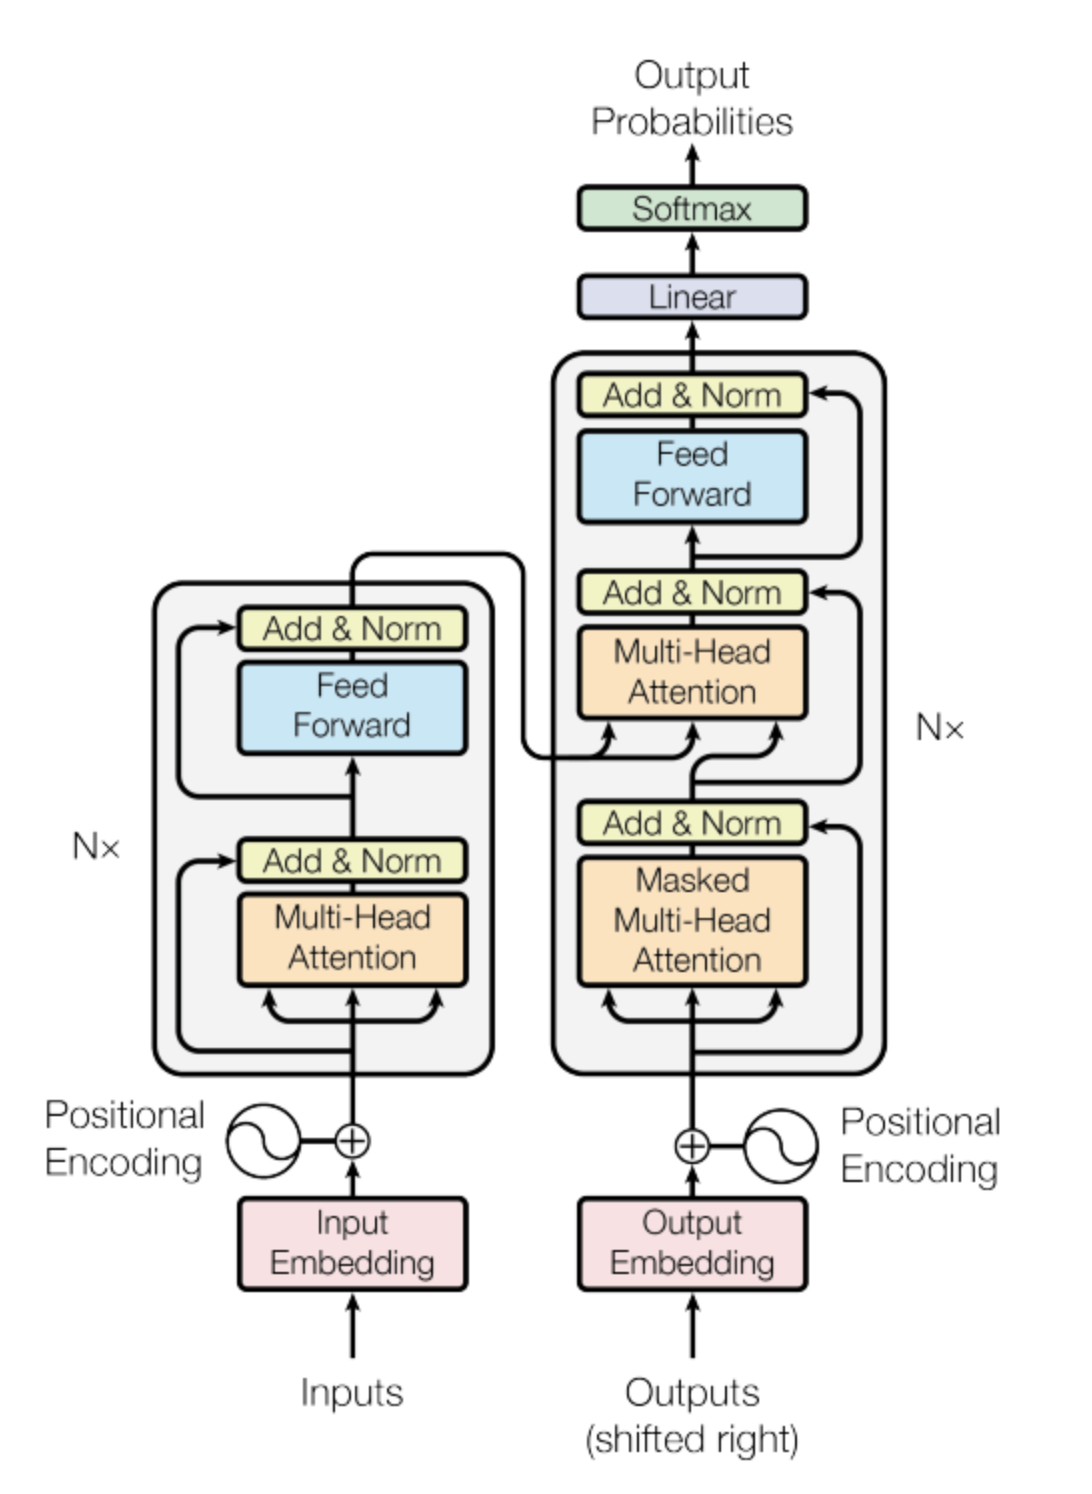 Output
Probabilities
Softmax
Linear
Add & Norm
Feed
Forward
Add & Norm
Multi-Head
Attention
N×
Add & Norm
Masked
Multi-Head
Attention
Add & Norm
Feed
Forward
N×
Add & Norm
Multi-Head
Attention
Positional
Encoding
Positional
Encoding
Input
Embedding
Output
Embedding
Inputs
Outputs
(shifted right)